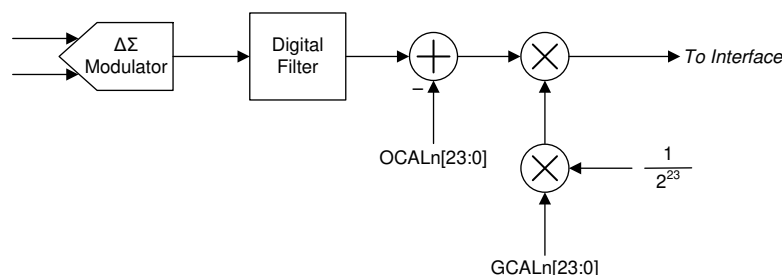 ΔΣ
Modulator
Digital
Filter
+
×
To Interface
−
OCALn[23:0]
×
1
2^23
GCALn[23:0]